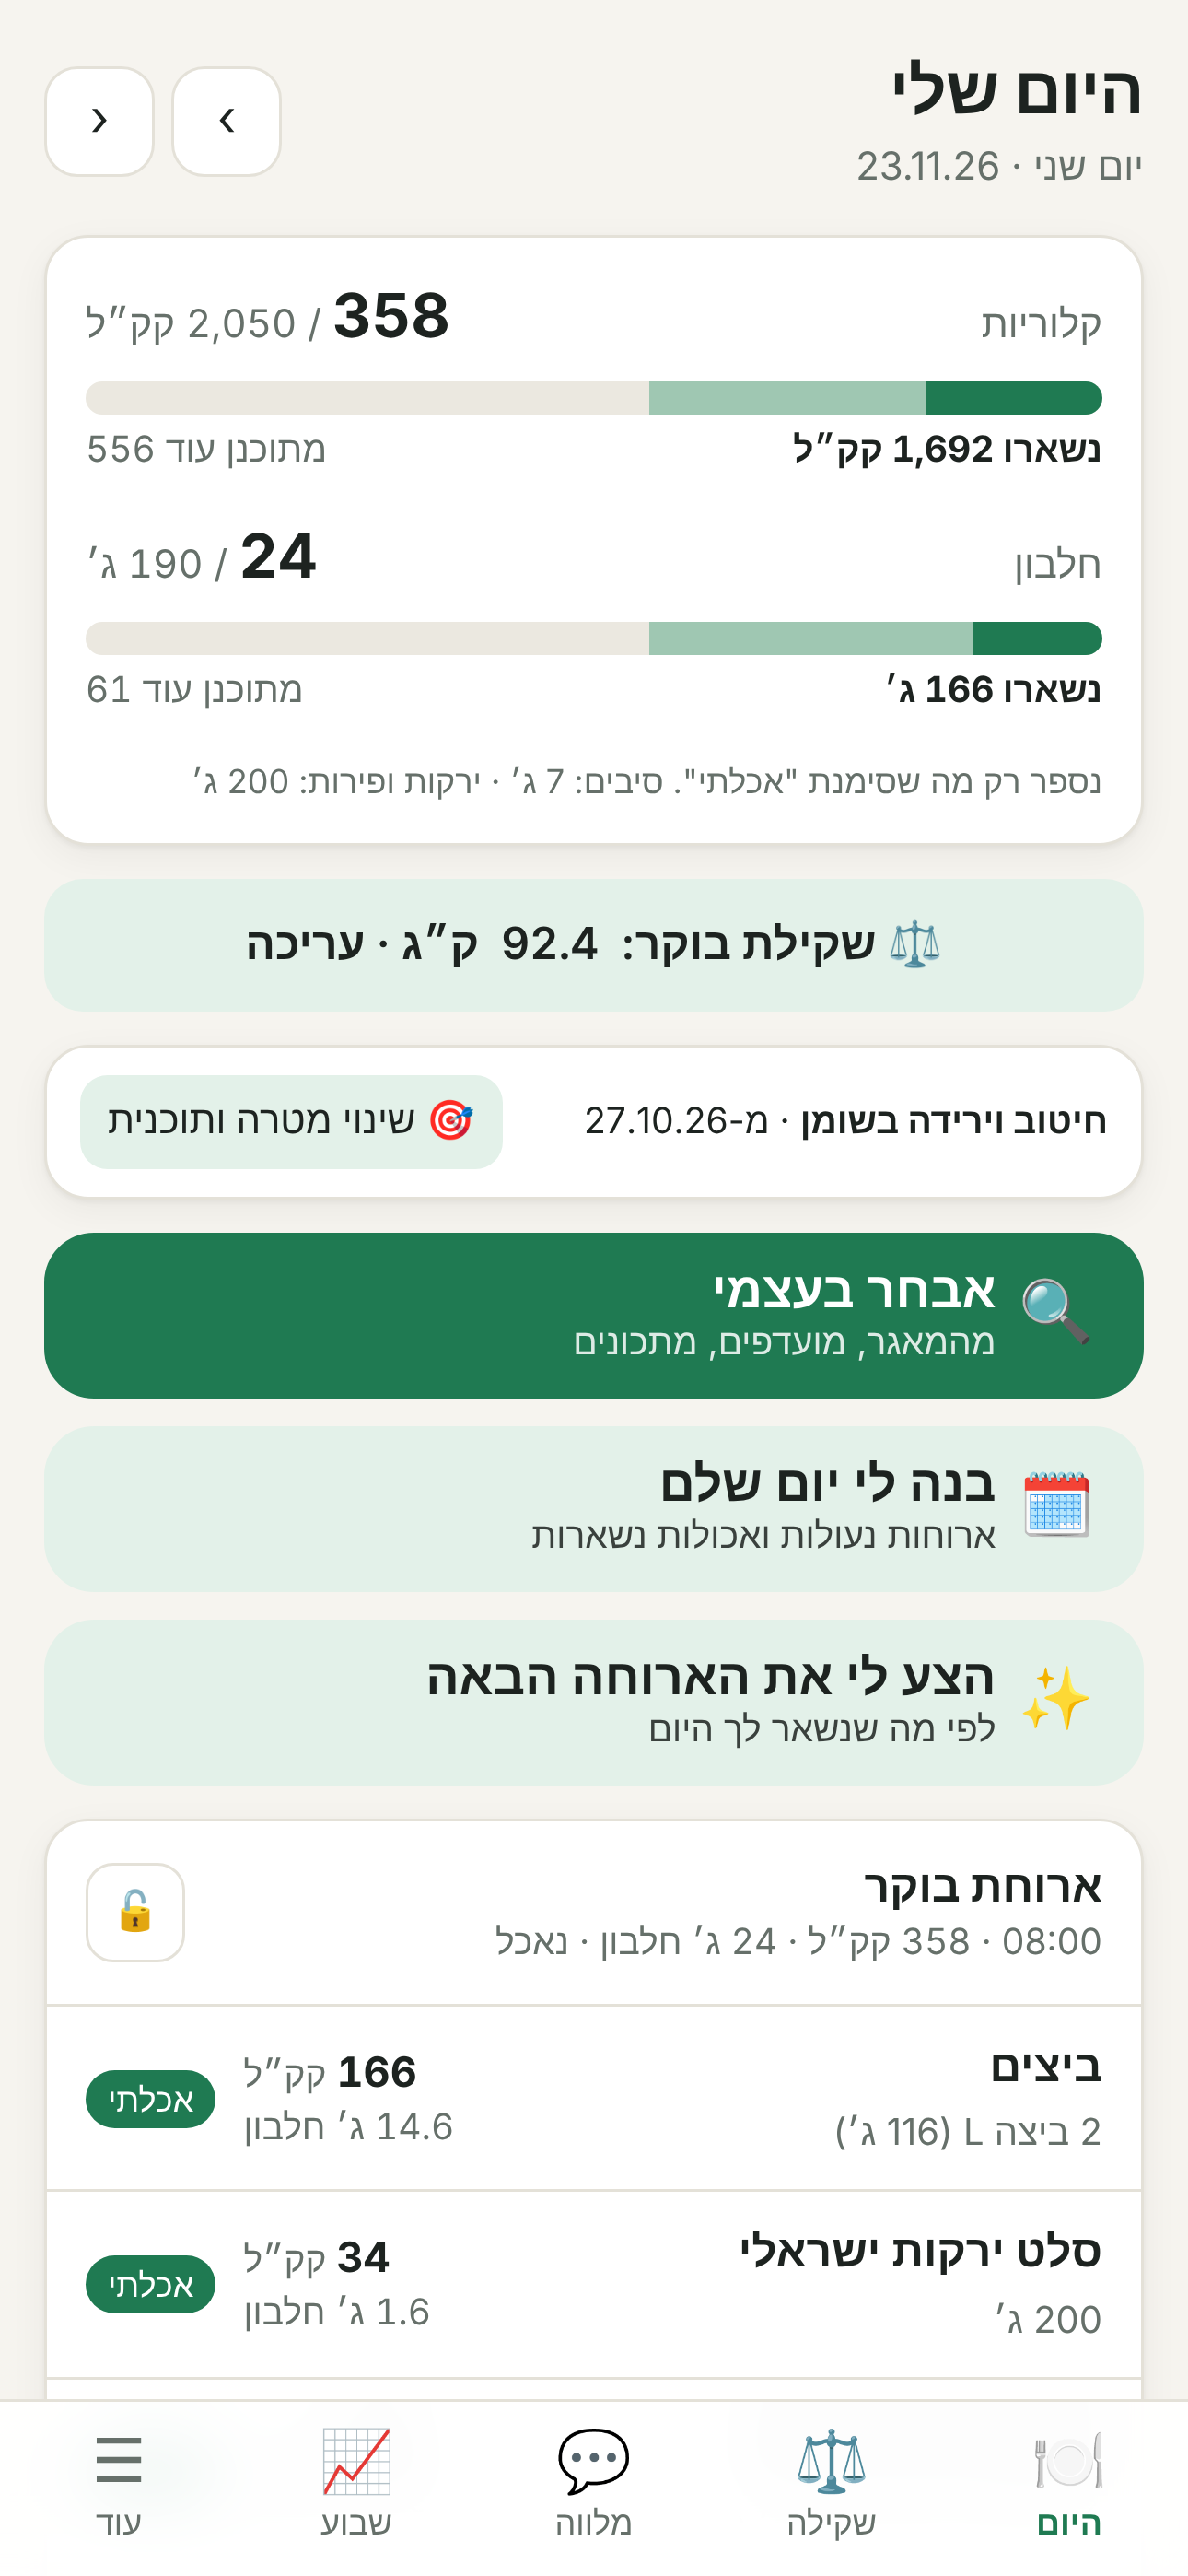 היום שלי
יום שני · 23.11.26
קלוריות
358 / 2,050 קק״ל
נשארו 1,692 קק״ל
מתוכנן עוד 556
חלבון
24 / 190 ג׳
נשארו 166 ג׳
מתוכנן עוד 61
נספר רק מה שסימנת "אכלתי". סיבים: 7 ג׳ · ירקות ופירות: 200 ג׳
שקילת בוקר: 92.4 ק״ג · עריכה
חיטוב וירידה בשומן · מ-27.10.26
שינוי מטרה ותוכנית
אבחר בעצמי
מהמאגר, מועדפים, מתכונים
בנה לי יום שלם
ארוחות נעולות ואכולות נשארות
הצע לי את הארוחה הבאה
לפי מה שנשאר לך היום
ארוחת בוקר
08:00 · 358 קק״ל · 24 ג׳ חלבון · נאכל
ביצים
2 ביצה L (116 ג׳)
166 קק״ל
14.6 ג׳ חלבון
אכלתי
סלט ירקות ישראלי
200 ג׳
34 קק״ל
1.6 ג׳ חלבון
אכלתי
היום
שקילה
מלווה
שבוע
עוד